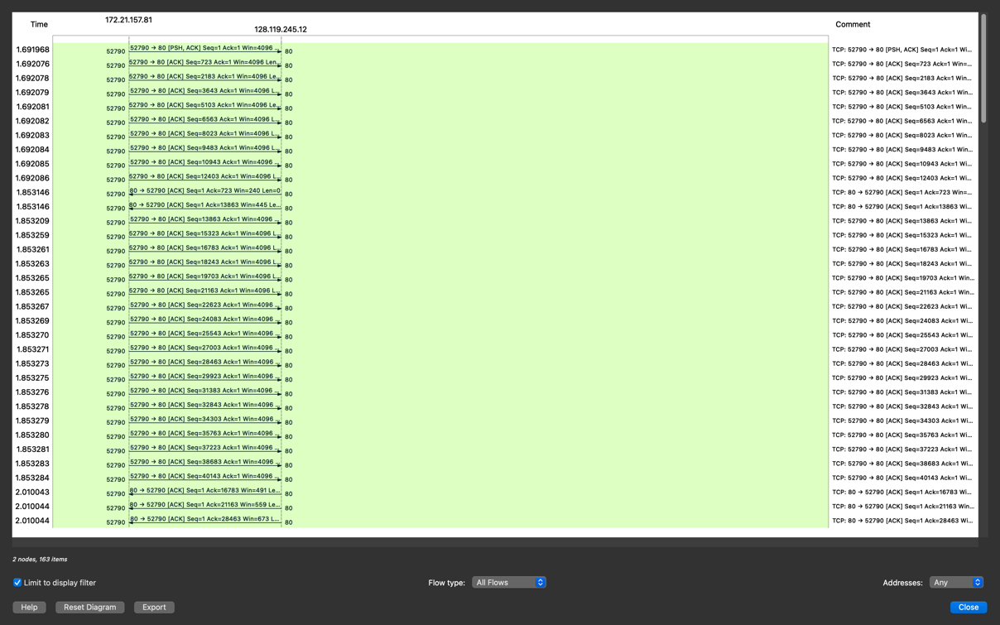 172.21.157.81
Time
Comment
128.119.245.12
1.691968 52790 52790 → 80 [PSH, ACK] Seq=1 Ack=1 Win=4096 L... 80 TCP: 52790 → 80 [PSH, ACK] Seq=1 Ack=1 Wi...
1.692076 52790 52790 → 80 [ACK] Seq=723 Ack=1 Win=4096 Len... 80 TCP: 52790 → 80 [ACK] Seq=723 Ack=1 Win=...
1.692078 52790 52790 → 80 [ACK] Seq=2183 Ack=1 Win=4096 Le... 80 TCP: 52790 → 80 [ACK] Seq=2183 Ack=1 Win...
1.692079 52790 52790 → 80 [ACK] Seq=3643 Ack=1 Win=4096 L... 80 TCP: 52790 → 80 [ACK] Seq=3643 Ack=1 Win...
1.692081 52790 52790 → 80 [ACK] Seq=5103 Ack=1 Win=4096 Le... 80 TCP: 52790 → 80 [ACK] Seq=5103 Ack=1 Win...
1.692082 52790 52790 → 80 [ACK] Seq=6563 Ack=1 Win=4096 L... 80 TCP: 52790 → 80 [ACK] Seq=6563 Ack=1 Win...
1.692083 52790 52790 → 80 [ACK] Seq=8023 Ack=1 Win=4096 L... 80 TCP: 52790 → 80 [ACK] Seq=8023 Ack=1 Win...
1.692084 52790 52790 → 80 [ACK] Seq=9483 Ack=1 Win=4096 L... 80 TCP: 52790 → 80 [ACK] Seq=9483 Ack=1 Win...
1.692085 52790 52790 → 80 [ACK] Seq=10943 Ack=1 Win=4096 ... 80 TCP: 52790 → 80 [ACK] Seq=10943 Ack=1 Wi...
1.692086 52790 52790 → 80 [ACK] Seq=12403 Ack=1 Win=4096 L... 80 TCP: 52790 → 80 [ACK] Seq=12403 Ack=1 Wi...
1.853146 52790 80 → 52790 [ACK] Seq=1 Ack=723 Win=240 Len=0 80 TCP: 80 → 52790 [ACK] Seq=1 Ack=723 Win=...
1.853146 52790 80 → 52790 [ACK] Seq=1 Ack=13863 Win=445 Le... 80 TCP: 80 → 52790 [ACK] Seq=1 Ack=13863 Wi...
1.853209 52790 52790 → 80 [ACK] Seq=13863 Ack=1 Win=4096 ... 80 TCP: 52790 → 80 [ACK] Seq=13863 Ack=1 Wi...
1.853259 52790 52790 → 80 [ACK] Seq=15323 Ack=1 Win=4096 L... 80 TCP: 52790 → 80 [ACK] Seq=15323 Ack=1 Wi...
1.853261 52790 52790 → 80 [ACK] Seq=16783 Ack=1 Win=4096 L... 80 TCP: 52790 → 80 [ACK] Seq=16783 Ack=1 Wi...
1.853263 52790 52790 → 80 [ACK] Seq=18243 Ack=1 Win=4096 L... 80 TCP: 52790 → 80 [ACK] Seq=18243 Ack=1 Wi...
1.853265 52790 52790 → 80 [ACK] Seq=19703 Ack=1 Win=4096 L... 80 TCP: 52790 → 80 [ACK] Seq=19703 Ack=1 Win...
1.853265 52790 52790 → 80 [ACK] Seq=21163 Ack=1 Win=4096 L... 80 TCP: 52790 → 80 [ACK] Seq=21163 Ack=1 Win...
1.853267 52790 52790 → 80 [ACK] Seq=22623 Ack=1 Win=4096 ... 80 TCP: 52790 → 80 [ACK] Seq=22623 Ack=1 Wi...
1.853269 52790 52790 → 80 [ACK] Seq=24083 Ack=1 Win=4096 ... 80 TCP: 52790 → 80 [ACK] Seq=24083 Ack=1 Wi...
1.853270 52790 52790 → 80 [ACK] Seq=25543 Ack=1 Win=4096 ... 80 TCP: 52790 → 80 [ACK] Seq=25543 Ack=1 Wi...
1.853271 52790 52790 → 80 [ACK] Seq=27003 Ack=1 Win=4096 ... 80 TCP: 52790 → 80 [ACK] Seq=27003 Ack=1 Wi...
1.853273 52790 52790 → 80 [ACK] Seq=28463 Ack=1 Win=4096 ... 80 TCP: 52790 → 80 [ACK] Seq=28463 Ack=1 Wi...
1.853275 52790 52790 → 80 [ACK] Seq=29923 Ack=1 Win=4096 ... 80 TCP: 52790 → 80 [ACK] Seq=29923 Ack=1 Wi...
1.853276 52790 52790 → 80 [ACK] Seq=31383 Ack=1 Win=4096 ... 80 TCP: 52790 → 80 [ACK] Seq=31383 Ack=1 Wi...
1.853278 52790 52790 → 80 [ACK] Seq=32843 Ack=1 Win=4096 ... 80 TCP: 52790 → 80 [ACK] Seq=32843 Ack=1 Wi...
1.853279 52790 52790 → 80 [ACK] Seq=34303 Ack=1 Win=4096 ... 80 TCP: 52790 → 80 [ACK] Seq=34303 Ack=1 Wi...
1.853280 52790 52790 → 80 [ACK] Seq=35763 Ack=1 Win=4096 ... 80 TCP: 52790 → 80 [ACK] Seq=35763 Ack=1 Wi...
1.853281 52790 52790 → 80 [ACK] Seq=37223 Ack=1 Win=4096 ... 80 TCP: 52790 → 80 [ACK] Seq=37223 Ack=1 Wi...
1.853283 52790 52790 → 80 [ACK] Seq=38683 Ack=1 Win=4096 ... 80 TCP: 52790 → 80 [ACK] Seq=38683 Ack=1 Wi...
1.853284 52790 52790 → 80 [ACK] Seq=40143 Ack=1 Win=4096 ... 80 TCP: 52790 → 80 [ACK] Seq=40143 Ack=1 Wi...
2.010043 52790 80 → 52790 [ACK] Seq=1 Ack=16783 Win=491 Le... 80 TCP: 80 → 52790 [ACK] Seq=1 Ack=16783 Wi...
2.010044 52790 80 → 52790 [ACK] Seq=1 Ack=21163 Win=559 Le... 80 TCP: 80 → 52790 [ACK] Seq=1 Ack=21163 Win...
2.010044 52790 80 → 52790 [ACK] Seq=1 Ack=28463 Win=673 L... 80 TCP: 80 → 52790 [ACK] Seq=1 Ack=28463 Wi...
2 nodes, 163 items
Limit to display filter Flow type: All Flows Addresses: Any
Help Reset Diagram Export Close